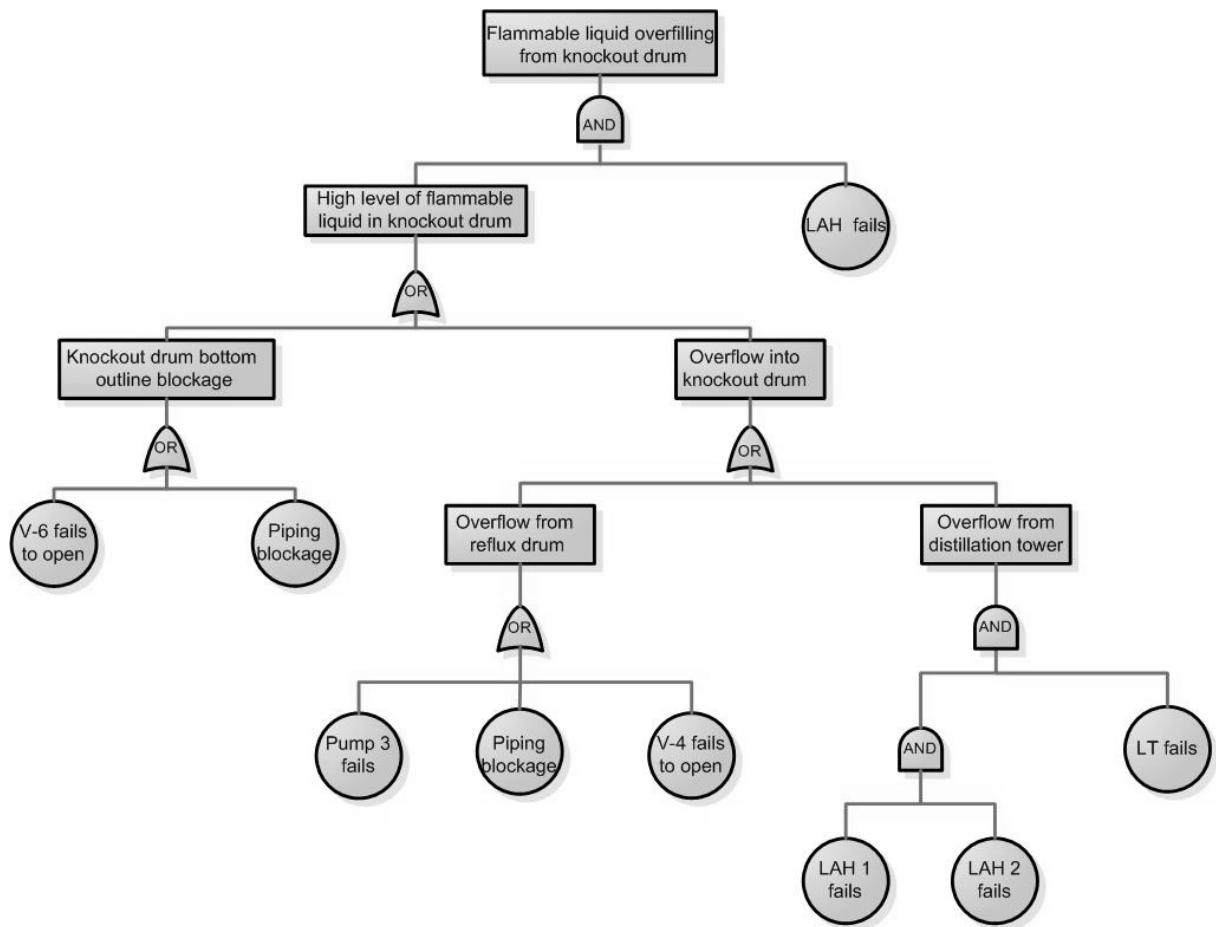 Flammable liquid overfilling
from knockout drum
AND
High level of flammable
liquid in knockout drum
LAH fails
OR
Knockout drum bottom
outline blockage
Overflow into
knockout drum
OR
OR
V-6 fails
to open
Piping
blockage
Overflow from
reflux drum
Overflow from
distillation tower
OR
AND
Pump 3
fails
Piping
blockage
V-4 fails
to open
AND
LT fails
LAH 1
fails
LAH 2
fails